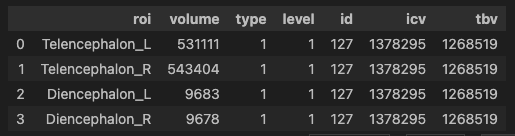 roi volume type level id icv tbv
0 Telencephalon_L 531111 1 1 127 1378295 1268519
1 Telencephalon_R 543404 1 1 127 1378295 1268519
2 Diencephalon_L 9683 1 1 127 1378295 1268519
3 Diencephalon_R 9678 1 1 127 1378295 1268519